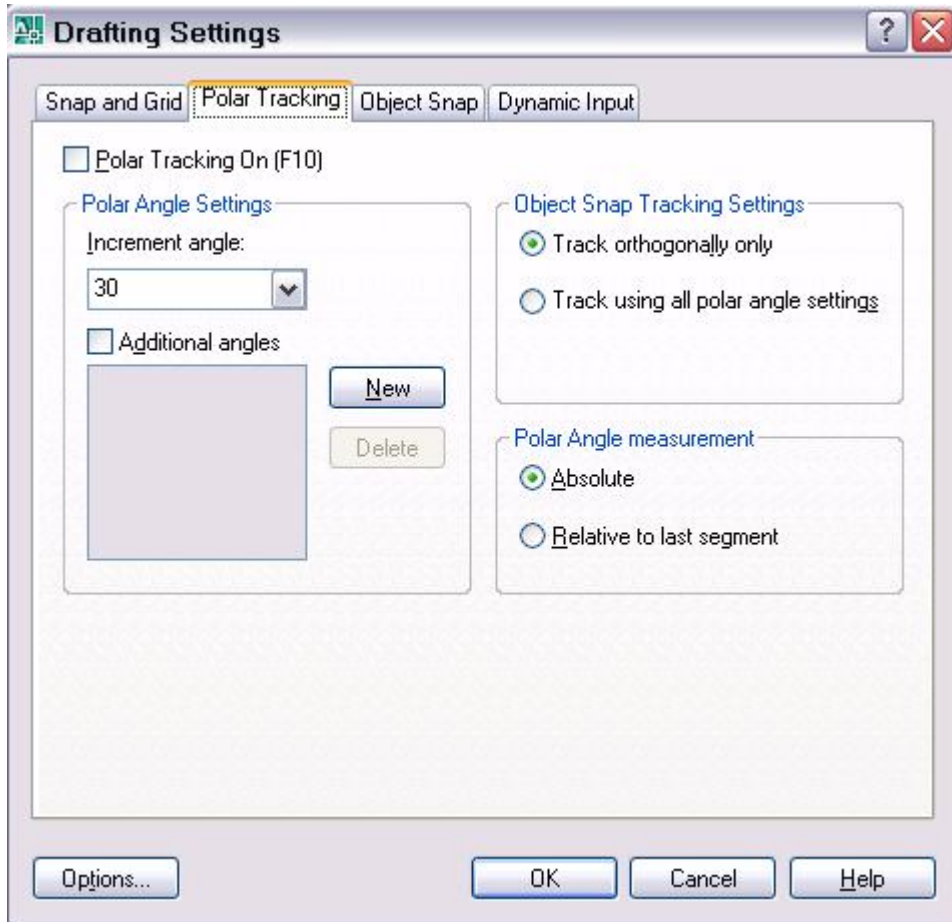 Drafting Settings
Snap and Grid
Polar Tracking
Object Snap
Dynamic Input
Polar Tracking On (F10)
Polar Angle Settings
Increment angle:
30
Additional angles
New
Delete
Object Snap Tracking Settings
Track orthogonally only
Track using all polar angle settings
Polar Angle measurement
Absolute
Relative to last segment
Options...
OK
Cancel
Help